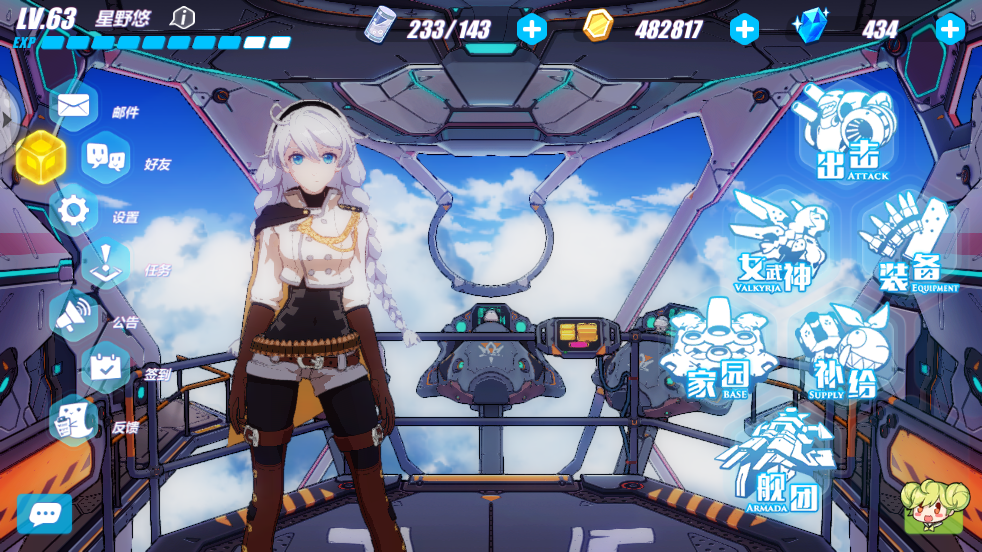 LV.63 星野悠
EXP
233/143
482817
434
邮件
好友
设置
任务
公告
签到
反馈
出击
ATTACK
女武神
VALKYRJA
装备
EQUIPMENT
家园
BASE
补给
SUPPLY
舰团
ARMADA